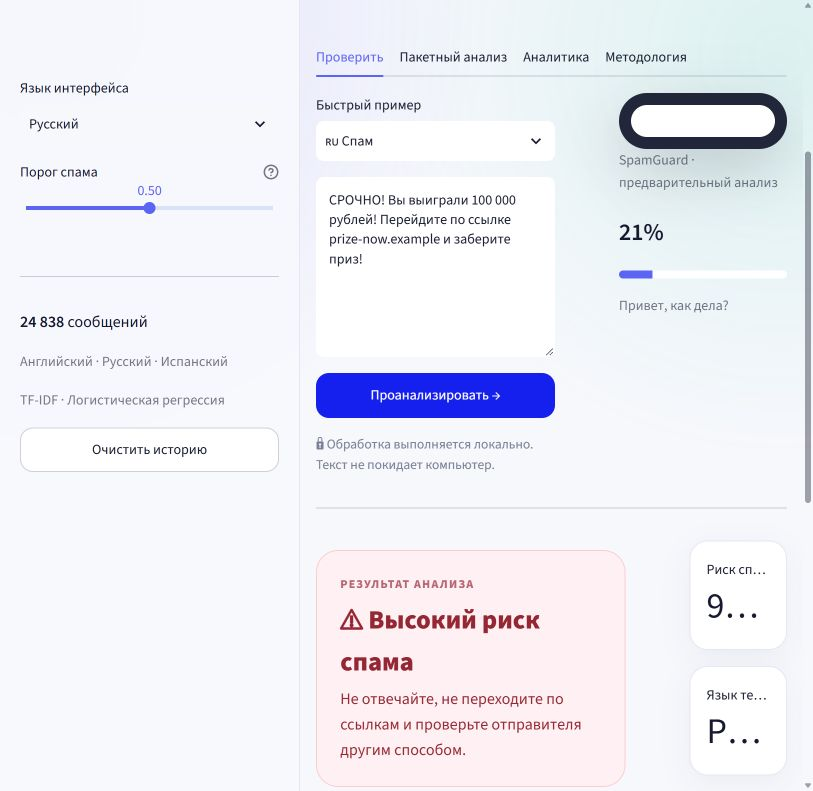 Язык интерфейса
Русский
Порог спама
0.50
24 838 сообщений
Английский · Русский · Испанский
TF-IDF · Логистическая регрессия
Очистить историю
Проверить Пакетный анализ Аналитика Методология
Быстрый пример
RU Спам
СРОЧНО! Вы выиграли 100 000
рублей! Перейдите по ссылке
prize-now.example и заберите
приз!
Проанализировать →
🔒 Обработка выполняется локально.
Текст не покидает компьютер.
SpamGuard ·
предварительный анализ
21%
Привет, как дела?
РЕЗУЛЬТАТ АНАЛИЗА
⚠ Высокий риск
спама
Не отвечайте, не переходите по
ссылкам и проверьте отправителя
другим способом.
Риск сп…
9…
Язык те…
Р…